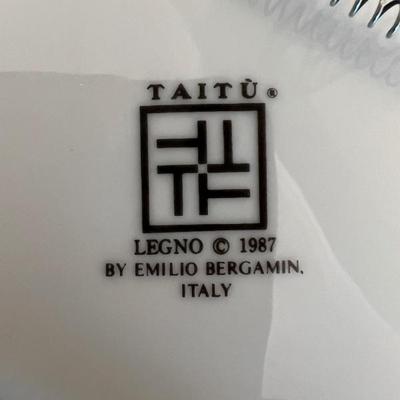 TAITÙ ®
LEGNO © 1987
BY EMILIO BERGAMIN,
ITALY